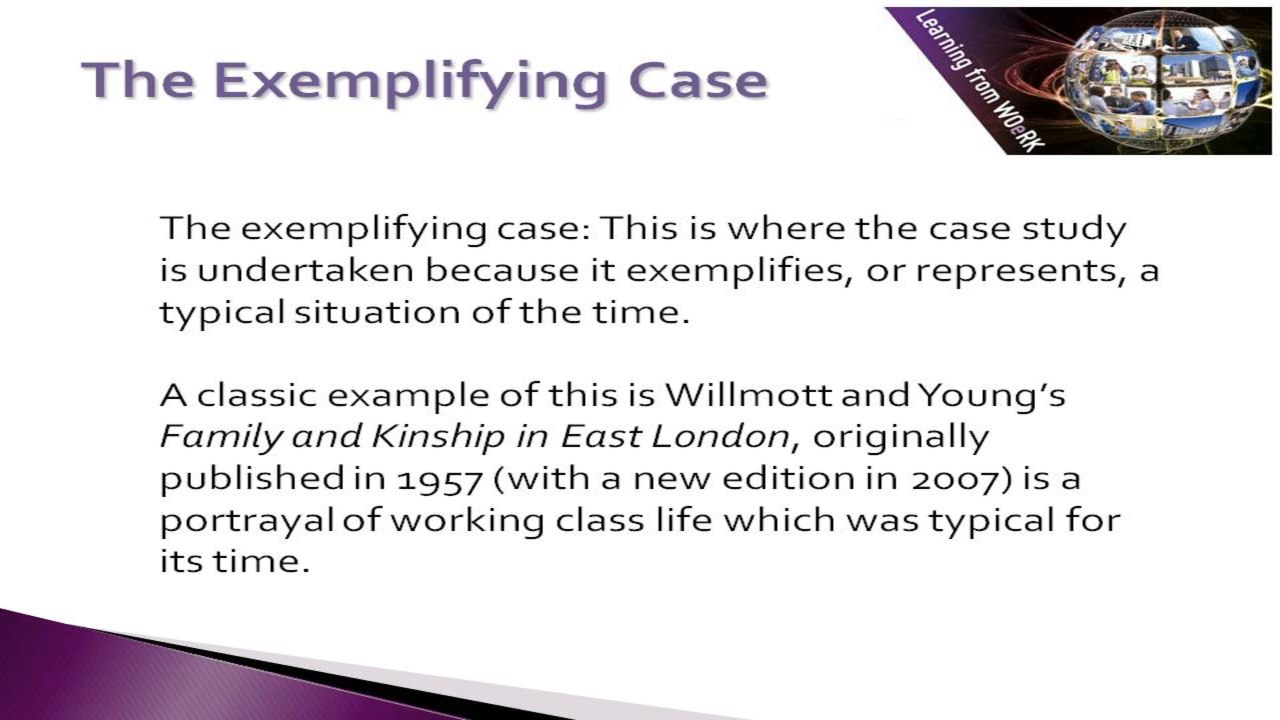 The Exemplifying Case
Learning from WOeRK
The exemplifying case: This is where the case study
is undertaken because it exemplifies, or represents, a
typical situation of the time.
A classic example of this is Willmott and Young's
Family and Kinship in East London, originally
published in 1957 (with a new edition in 2007) is a
portrayal of working class life which was typical for
its time.